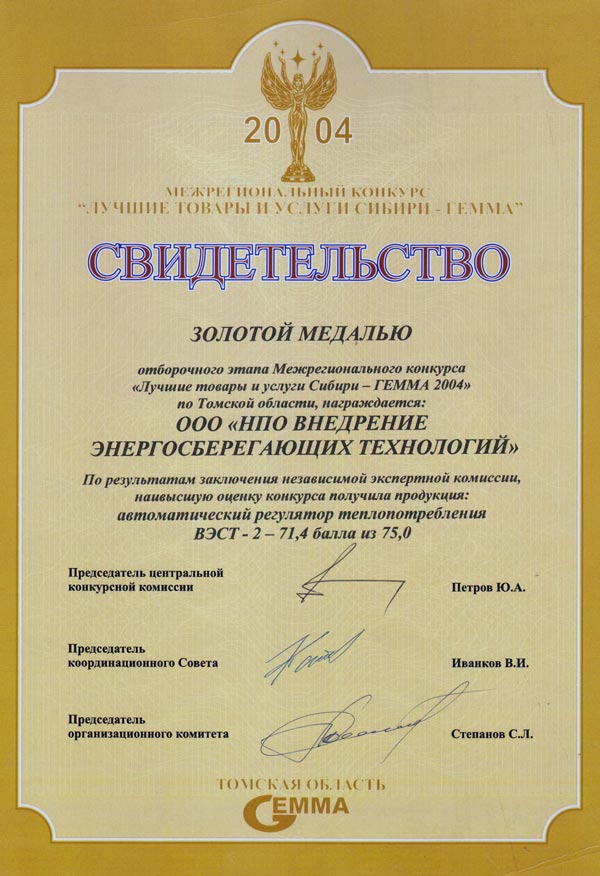 2004
МЕЖРЕГИОНАЛЬНЫЙ КОНКУРС
“ЛУЧШИЕ ТОВАРЫ И УСЛУГИ СИБИРИ - ГЕММА”
СВИДЕТЕЛЬСТВО
ЗОЛОТОЙ МЕДАЛЬЮ
отборочного этапа Межрегионального конкурса
«Лучшие товары и услуги Сибири – ГЕММА 2004»
по Томской области, награждается:
ООО «НПО ВНЕДРЕНИЕ
ЭНЕРГОСБЕРЕГАЮЩИХ ТЕХНОЛОГИЙ»
По результатам заключения независимой экспертной комиссии,
наивысшую оценку конкурса получила продукция:
автоматический регулятор теплопотребления
ВЭСТ - 2 – 71,4 балла из 75,0
Председатель центральной
конкурсной комиссии
Петров Ю.А.
Председатель
координационного Совета
Иванков В.И.
Председатель
организационного комитета
Степанов С.Л.
ТОМСКАЯ ОБЛАСТЬ
GЕММА